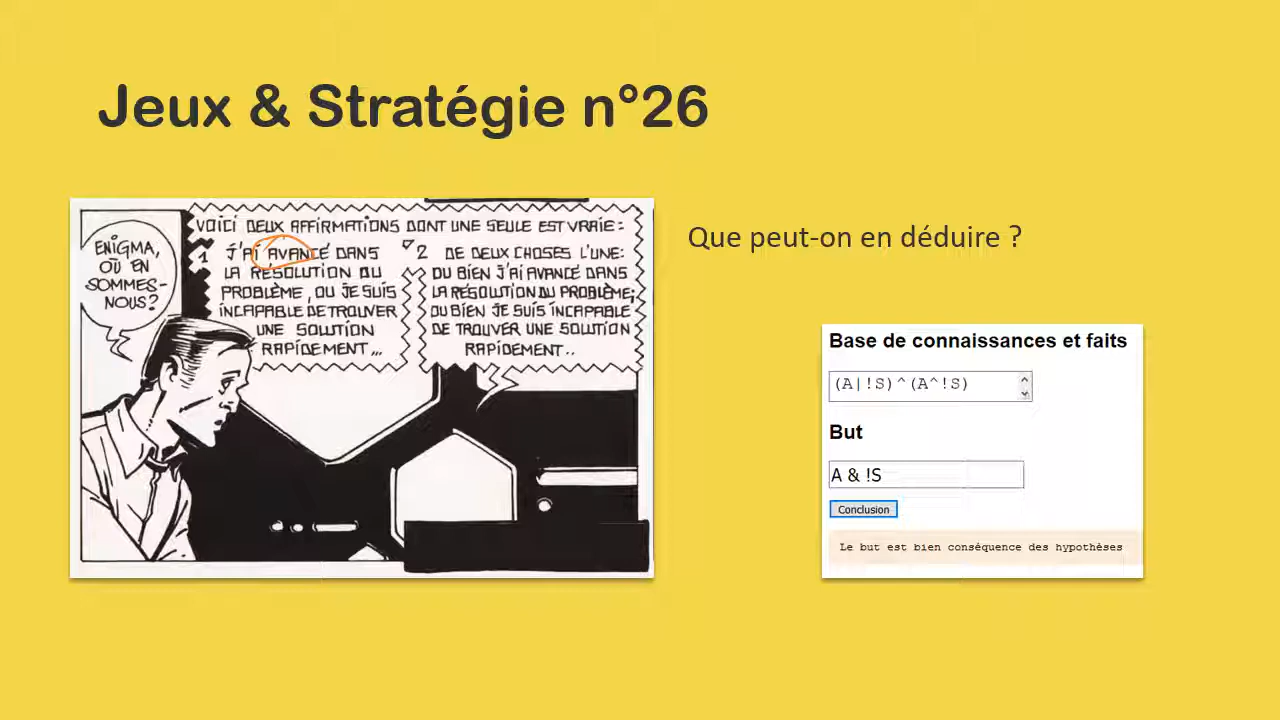 Jeux & Stratégie n°26
ENIGMA,
OÙ EN
SOMMES-
NOUS?
VOICI DEUX AFFIRMATIONS DONT UNE SEULE EST VRAIE:
1 J'AI AVANCÉ DANS
LA RÉSOLUTION DU
PROBLÈME, OU JE SUIS
INCAPABLE DE TROUVER
UNE SOLUTION
RAPIDEMENT...
2 DE DEUX CHOSES L'UNE:
OU BIEN J'AI AVANCÉ DANS
LA RÉSOLUTION DU PROBLÈME;
OU BIEN JE SUIS INCAPABLE
DE TROUVER UNE SOLUTION
RAPIDEMENT..
Que peut-on en déduire ?
Base de connaissances et faits
(A|!S)^(A^!S)
But
A & !S
Conclusion
Le but est bien conséquence des hypothèses